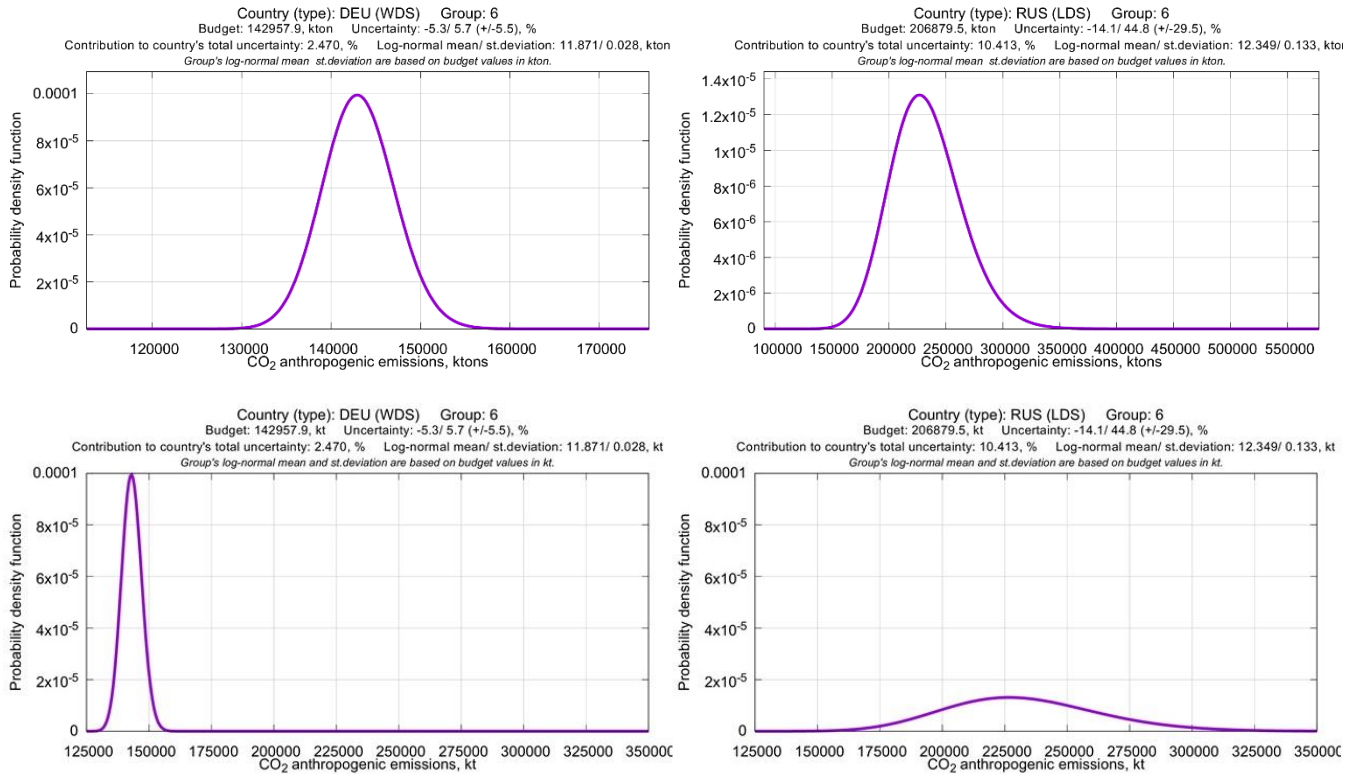 Country (type): DEU (WDS) Group: 6
Budget: 142957.9, kton Uncertainty: -5.3/ 5.7 (+/-5.5), %
Contribution to country's total uncertainty: 2.470, % Log-normal mean/ st.deviation: 11.871/ 0.028, kton
Group's log-normal mean st.deviation are based on budget values in kton.
Probability density function
0.0001
8x10-5
6x10-5
4x10-5
2x10-5
0
120000 130000 140000 150000 160000 170000
CO2 anthropogenic emissions, ktons
Country (type): RUS (LDS) Group: 6
Budget: 206879.5, kton Uncertainty: -14.1/ 44.8 (+/-29.5), %
Contribution to country's total uncertainty: 10.413, % Log-normal mean/ st.deviation: 12.349/ 0.133, kton
Group's log-normal mean st.deviation are based on budget values in kton.
Probability density function
1.4x10-5
1.2x10-5
1x10-5
8x10-6
6x10-6
4x10-6
2x10-6
0
100000 150000 200000 250000 300000 350000 400000 450000 500000 550000
CO2 anthropogenic emissions, ktons
Country (type): DEU (WDS) Group: 6
Budget: 142957.9, kt Uncertainty: -5.3/ 5.7 (+/-5.5), %
Contribution to country's total uncertainty: 2.470, % Log-normal mean/ st.deviation: 11.871/ 0.028, kt
Group's log-normal mean and st.deviation are based on budget values in kt.
Probability density function
0.0001
8x10-5
6x10-5
4x10-5
2x10-5
0
125000 150000 175000 200000 225000 250000 275000 300000 325000 350000
CO2 anthropogenic emissions, kt
Country (type): RUS (LDS) Group: 6
Budget: 206879.5, kt Uncertainty: -14.1/ 44.8 (+/-29.5), %
Contribution to country's total uncertainty: 10.413, % Log-normal mean/ st.deviation: 12.349/ 0.133, kt
Group's log-normal mean and st.deviation are based on budget values in kt.
Probability density function
0.0001
8x10-5
6x10-5
4x10-5
2x10-5
0
125000 150000 175000 200000 225000 250000 275000 300000 325000 350000
CO2 anthropogenic emissions, kt